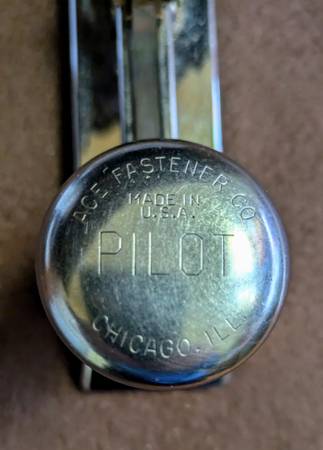 ACE FASTENER CO
MADE IN
U.S.A.
PILOT
CHICAGO, ILL